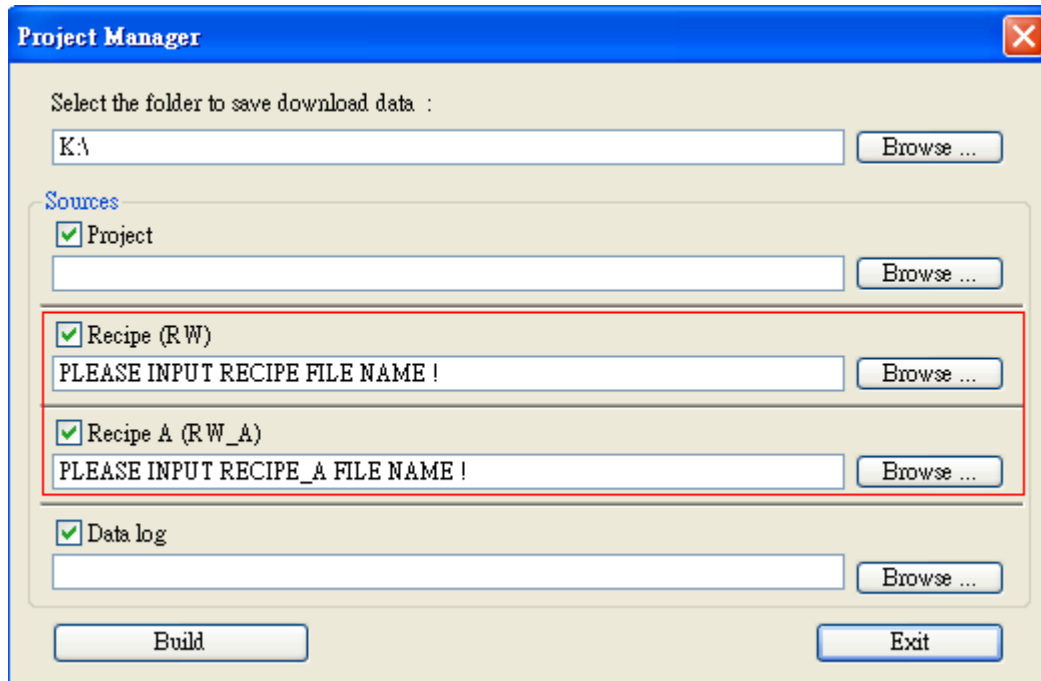 Project Manager
Select the folder to save download data :
K:\
Browse ...
Sources
Project
Browse ...
Recipe (RW)
PLEASE INPUT RECIPE FILE NAME !
Browse ...
Recipe A (RW_A)
PLEASE INPUT RECIPE_A FILE NAME !
Browse ...
Data log
Browse ...
Build
Exit